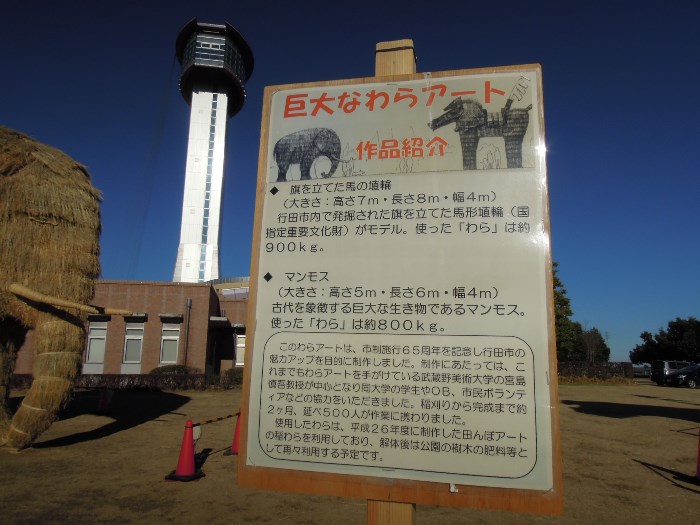 巨大なわらアート
作品紹介
◆ 旗を立てた馬の埴輪
(大きさ:高さ7m・長さ8m・幅4m)
行田市内で発掘された旗を立てた馬形埴輪(国
指定重要文化財)がモデル。使った「わら」は約
900kg。
◆ マンモス
(大きさ:高さ5m・長さ6m・幅4m)
古代を象徴する巨大な生き物であるマンモス。
使った「わら」は約800kg。
このわらアートは、市制施行65周年を記念し行田市の
魅力アップを目的に制作しました。制作にあたっては、こ
れまでもわらアートを手がけている武蔵野美術大学の宮島
慎吾教授が中心となり同大学の学生やOB、市民ボランテ
ィアなどの協力をいただきました。稲刈りから完成まで約
2ヶ月、延べ500人が作業に携わりました。
使用したわらは、平成26年度に制作した田んぼアート
の稲わらを利用しており、解体後は公園の樹木の肥料等と
して再々利用する予定です。